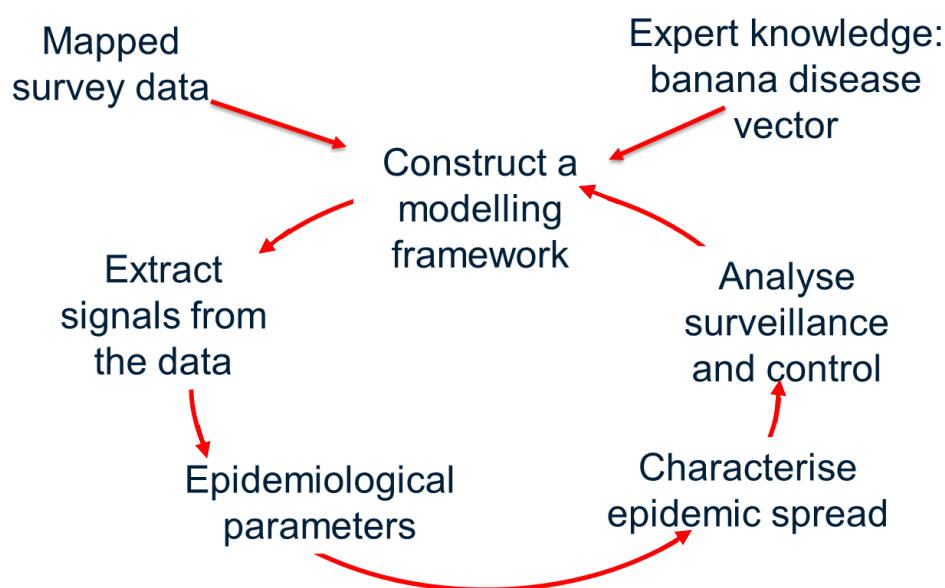 Mapped
survey data
Expert knowledge:
banana disease
vector
Construct a
modelling
framework
Extract
signals from
the data
Analyse
surveillance
and control
Epidemiological
parameters
Characterise
epidemic spread